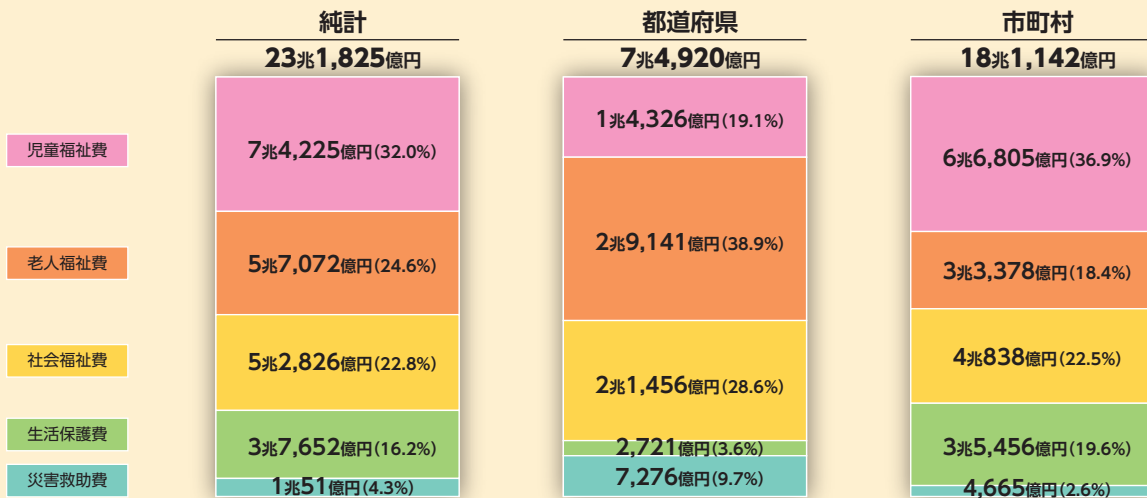 純計
都道府県
市町村
23兆1,825億円
7兆4,920億円
18兆1,142億円
児童福祉費
7兆4,225億円(32.0%)
1兆4,326億円(19.1%)
6兆6,805億円(36.9%)
老人福祉費
5兆7,072億円(24.6%)
2兆9,141億円(38.9%)
3兆3,378億円(18.4%)
社会福祉費
5兆2,826億円(22.8%)
2兆1,456億円(28.6%)
4兆838億円(22.5%)
生活保護費
3兆7,652億円(16.2%)
2,721億円(3.6%)
3兆5,456億円(19.6%)
災害救助費
1兆51億円(4.3%)
7,276億円(9.7%)
4,665億円(2.6%)